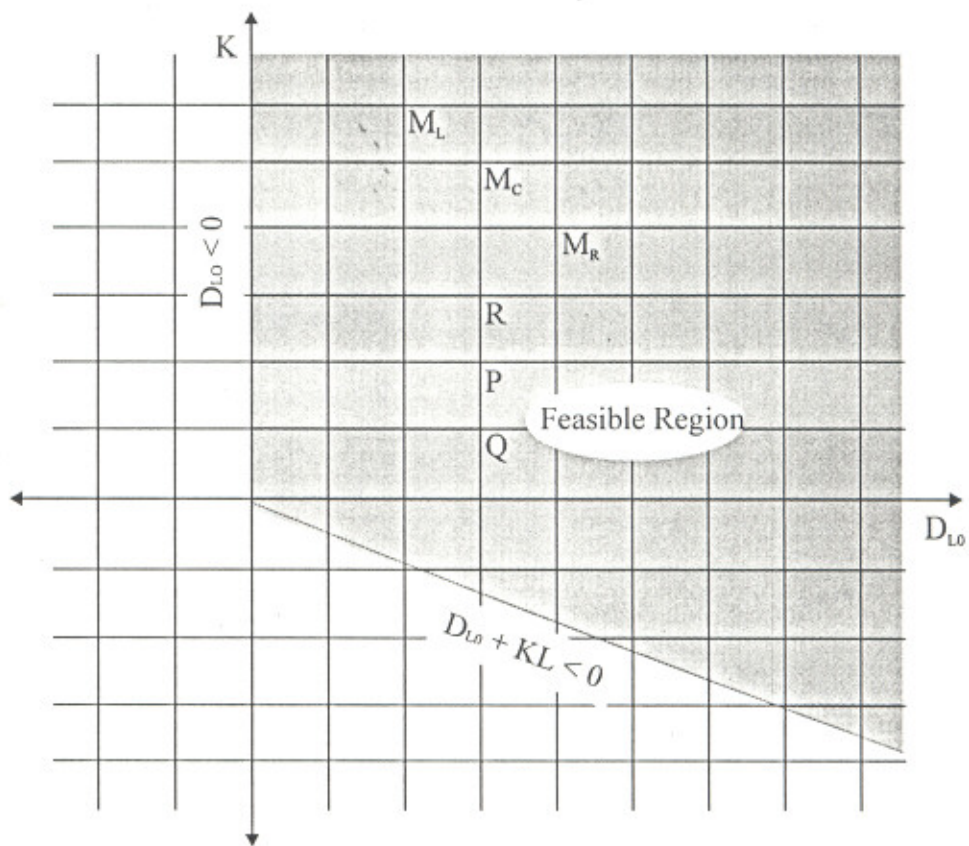 K
M_L
M_C
D_L0 < 0
M_R
R
P
Feasible Region
Q
D_L0
D_L0 + KL < 0